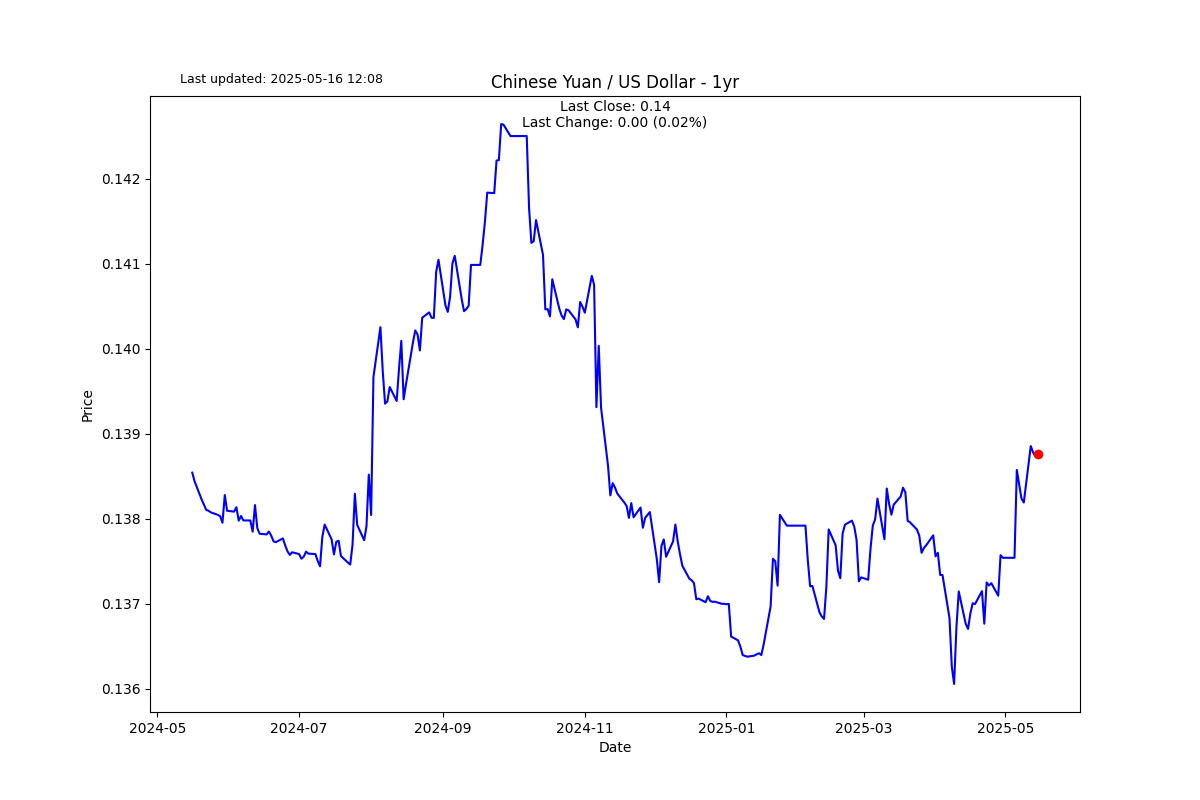 Last updated: 2025-05-16 12:08
Chinese Yuan / US Dollar - 1yr
Last Close: 0.14
Last Change: 0.00 (0.02%)
0.142
0.141
0.140
0.139
0.138
0.137
0.136
Price
2024-05
2024-07
2024-09
2024-11
2025-01
2025-03
2025-05
Date